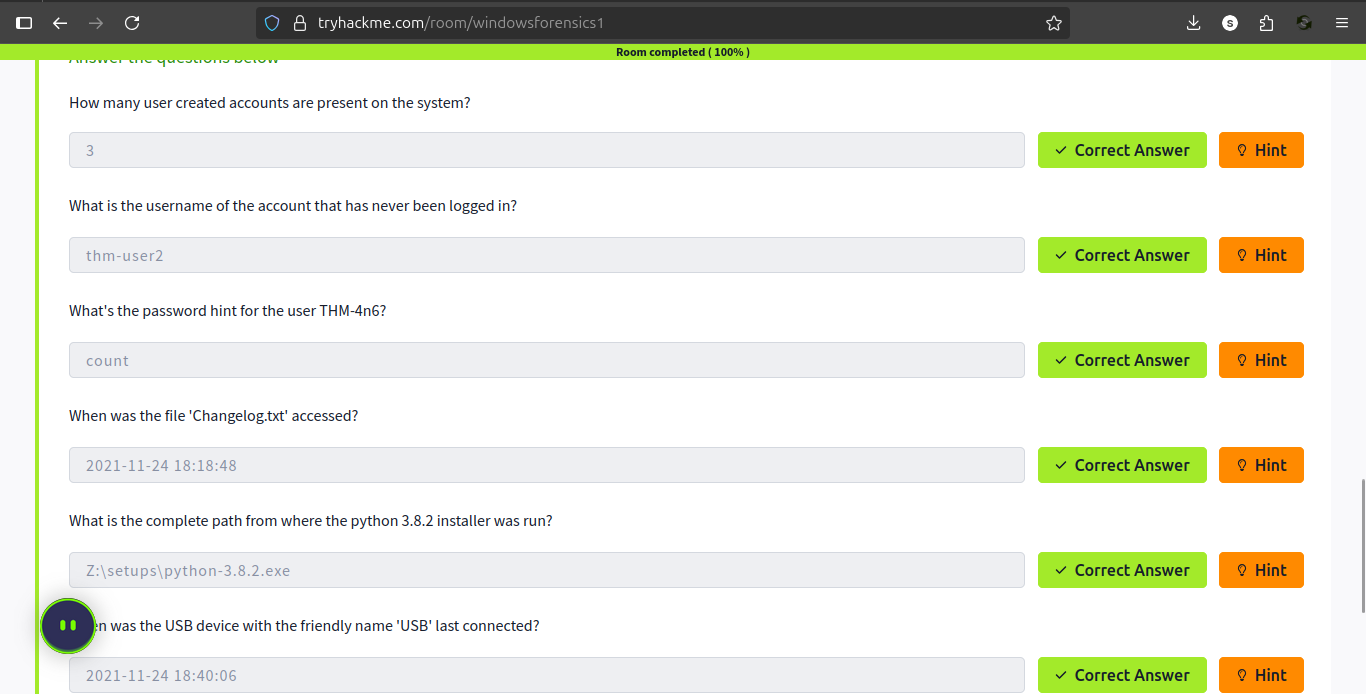 tryhackme.com/room/windowsforensics1
S
Room completed ( 100% )
Answer the questions below
How many user created accounts are present on the system?
3
Correct Answer
Hint
What is the username of the account that has never been logged in?
thm-user2
Correct Answer
Hint
What's the password hint for the user THM-4n6?
count
Correct Answer
Hint
When was the file 'Changelog.txt' accessed?
2021-11-24 18:18:48
Correct Answer
Hint
What is the complete path from where the python 3.8.2 installer was run?
Z:\setups\python-3.8.2.exe
Correct Answer
Hint
en was the USB device with the friendly name 'USB' last connected?
2021-11-24 18:40:06
Correct Answer
Hint